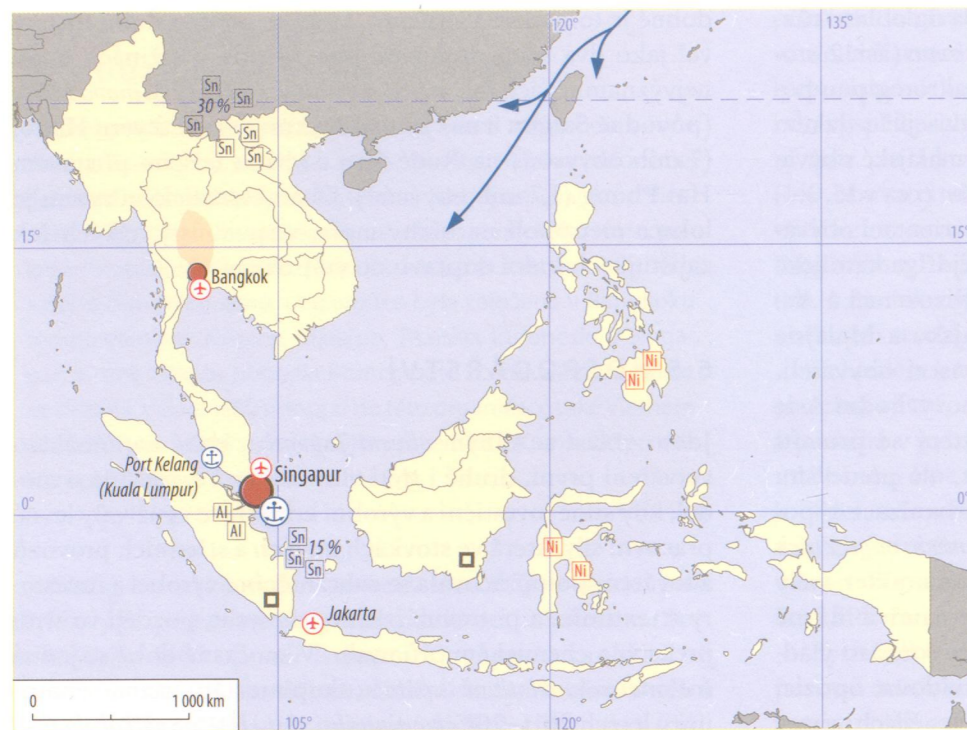 120°
135°
Sn
Sn
30 %
Sn
Sn
Sn
Sn
15°
15°
Bangkok
Ni
Ni
Port Kelang
(Kuala Lumpur)
Singapur
0°
Al
Al
Sn
15 %
Sn
Sn
Ni
Ni
Jakarta
0
1 000 km
105°
120°